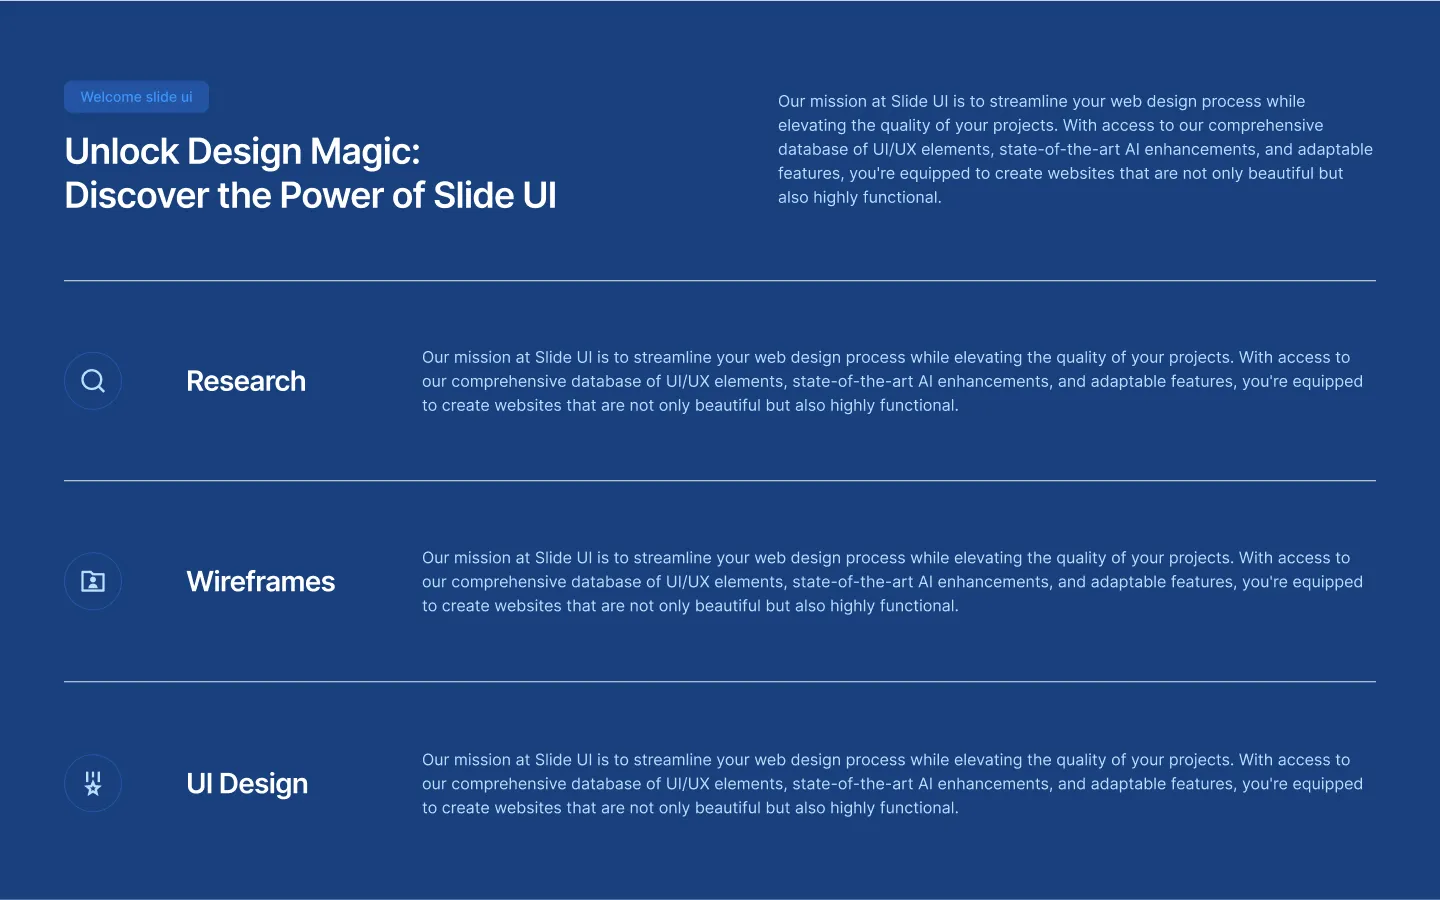 Welcome slide ui
Unlock Design Magic:
Discover the Power of Slide UI
Our mission at Slide UI is to streamline your web design process while
elevating the quality of your projects. With access to our comprehensive
database of UI/UX elements, state-of-the-art AI enhancements, and adaptable
features, you're equipped to create websites that are not only beautiful but
also highly functional.
Research
Our mission at Slide UI is to streamline your web design process while elevating the quality of your projects. With access to
our comprehensive database of UI/UX elements, state-of-the-art AI enhancements, and adaptable features, you're equipped
to create websites that are not only beautiful but also highly functional.
Wireframes
Our mission at Slide UI is to streamline your web design process while elevating the quality of your projects. With access to
our comprehensive database of UI/UX elements, state-of-the-art AI enhancements, and adaptable features, you're equipped
to create websites that are not only beautiful but also highly functional.
UI Design
Our mission at Slide UI is to streamline your web design process while elevating the quality of your projects. With access to
our comprehensive database of UI/UX elements, state-of-the-art AI enhancements, and adaptable features, you're equipped
to create websites that are not only beautiful but also highly functional.